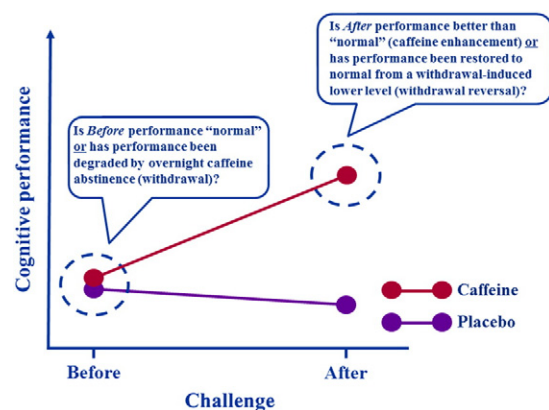 Is After performance better than
“normal” (caffeine enhancement) or
has performance been restored to
normal from a withdrawal-induced
lower level (withdrawal reversal)?
Is Before performance “normal”
or has performance been
degraded by overnight caffeine
abstinence (withdrawal)?
Cognitive performance
Caffeine
Placebo
Before
After
Challenge